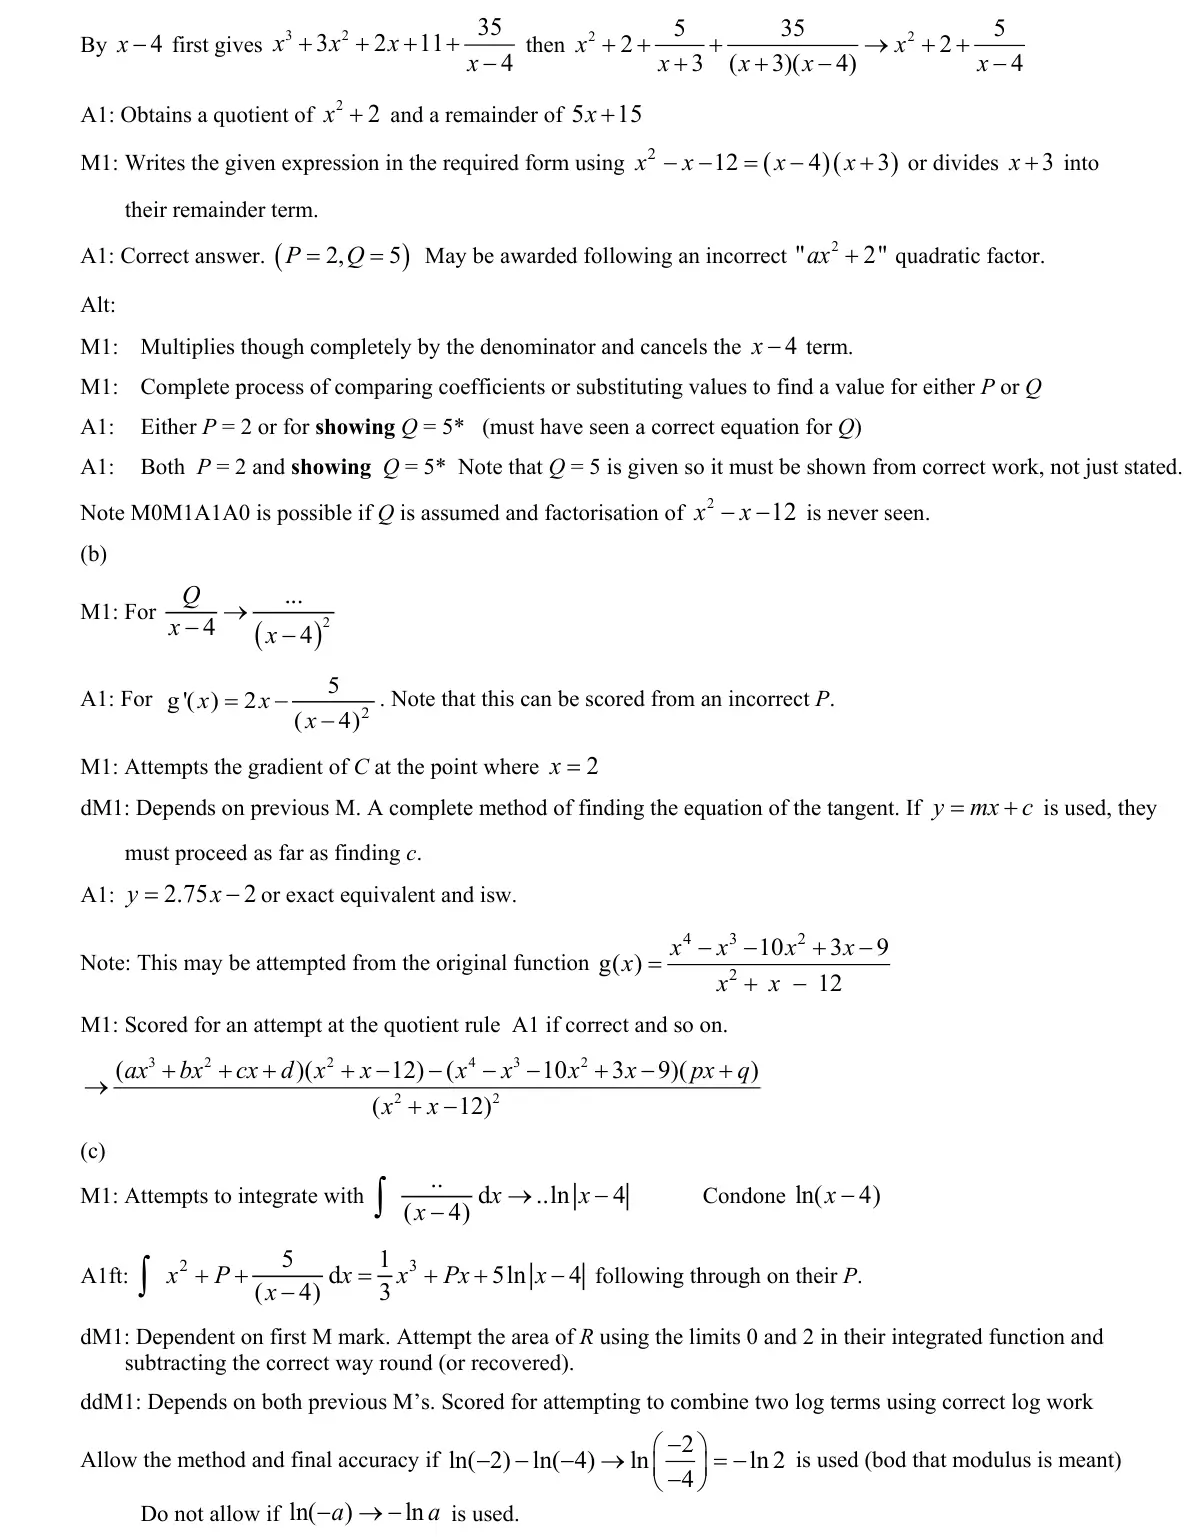 By x − 4 first gives x³ + 3x² + 2x + 11 + 35/(x − 4) then x² + 2 + 5/(x + 3) + 35/((x + 3)(x − 4)) → x² + 2 + 5/(x − 4)
A1: Obtains a quotient of x² + 2 and a remainder of 5x + 15
M1: Writes the given expression in the required form using x² − x − 12 = (x − 4)(x + 3) or divides x + 3 into
their remainder term.
A1: Correct answer. (P = 2, Q = 5) May be awarded following an incorrect "ax² + 2" quadratic factor.
Alt:
M1: Multiplies though completely by the denominator and cancels the x − 4 term.
M1: Complete process of comparing coefficients or substituting values to find a value for either P or Q
A1: Either P = 2 or for showing Q = 5* (must have seen a correct equation for Q)
A1: Both P = 2 and showing Q = 5* Note that Q = 5 is given so it must be shown from correct work, not just stated.
Note M0M1A1A0 is possible if Q is assumed and factorisation of x² − x − 12 is never seen.
(b)
M1: For Q/(x − 4) → .../(x − 4)²
A1: For g'(x) = 2x − 5/(x − 4)² . Note that this can be scored from an incorrect P.
M1: Attempts the gradient of C at the point where x = 2
dM1: Depends on previous M. A complete method of finding the equation of the tangent. If y = mx + c is used, they
must proceed as far as finding c.
A1: y = 2.75x − 2 or exact equivalent and isw.
Note: This may be attempted from the original function g(x) = (x⁴ − x³ − 10x² + 3x − 9)/(x² + x − 12)
M1: Scored for an attempt at the quotient rule A1 if correct and so on.
→ ((ax³ + bx² + cx + d)(x² + x − 12) − (x⁴ − x³ − 10x² + 3x − 9)(px + q))/(x² + x − 12)²
(c)
M1: Attempts to integrate with ∫ ../(x − 4) dx → ..ln|x − 4| Condone ln(x − 4)
A1ft: ∫ x² + P + 5/(x − 4) dx = 1/3 x³ + Px + 5ln|x − 4| following through on their P.
dM1: Dependent on first M mark. Attempt the area of R using the limits 0 and 2 in their integrated function and
subtracting the correct way round (or recovered).
ddM1: Depends on both previous M’s. Scored for attempting to combine two log terms using correct log work
Allow the method and final accuracy if ln(−2) − ln(−4) → ln(−2/−4) = −ln 2 is used (bod that modulus is meant)
Do not allow if ln(−a) → −ln a is used.